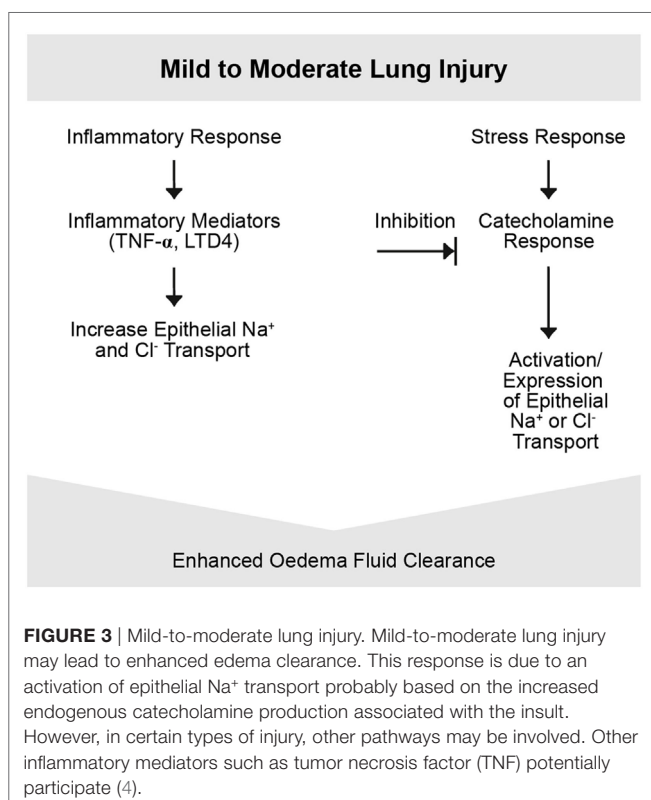 Mild to Moderate Lung Injury
Inflammatory Response
Inflammatory Mediators
(TNF-α, LTD4)
Increase Epithelial Na⁺
and Cl⁻ Transport
Inhibition
Stress Response
Catecholamine
Response
Activation/
Expression
of Epithelial
Na⁺ or Cl⁻
Transport
Enhanced Oedema Fluid Clearance
FIGURE 3 | Mild-to-moderate lung injury. Mild-to-moderate lung injury
may lead to enhanced edema clearance. This response is due to an
activation of epithelial Na⁺ transport probably based on the increased
endogenous catecholamine production associated with the insult.
However, in certain types of injury, other pathways may be involved. Other
inflammatory mediators such as tumor necrosis factor (TNF) potentially
participate (4).